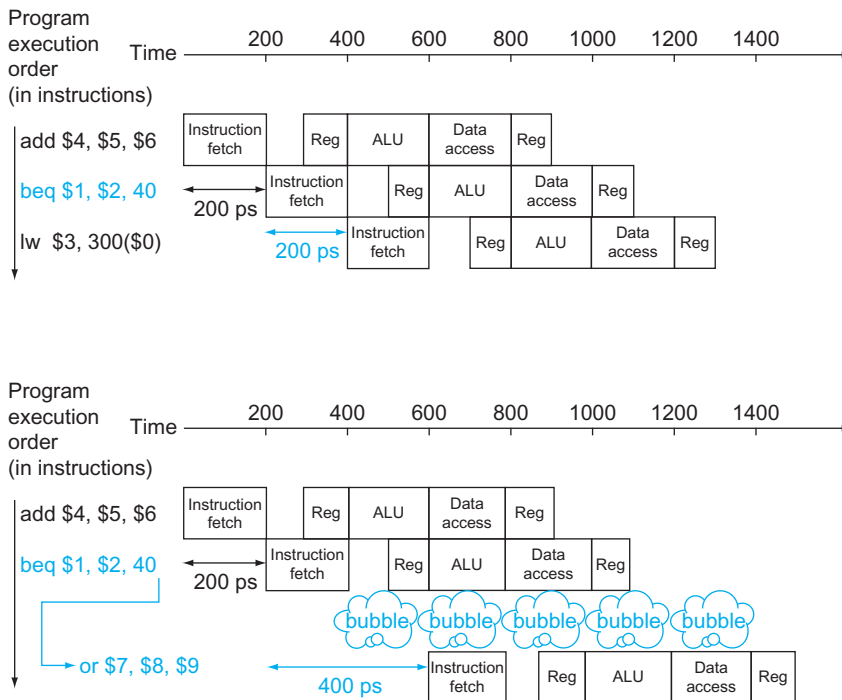 Program
execution
order
(in instructions)
Time
200 400 600 800 1000 1200 1400
add $4, $5, $6
Instruction
fetch
Reg
ALU
Data
access
Reg
beq $1, $2, 40
200 ps
Instruction
fetch
Reg
ALU
Data
access
Reg
lw $3, 300($0)
200 ps
Instruction
fetch
Reg
ALU
Data
access
Reg
Program
execution
order
(in instructions)
Time
200 400 600 800 1000 1200 1400
add $4, $5, $6
Instruction
fetch
Reg
ALU
Data
access
Reg
beq $1, $2, 40
200 ps
Instruction
fetch
Reg
ALU
Data
access
Reg
bubble bubble bubble bubble bubble
or $7, $8, $9
400 ps
Instruction
fetch
Reg
ALU
Data
access
Reg